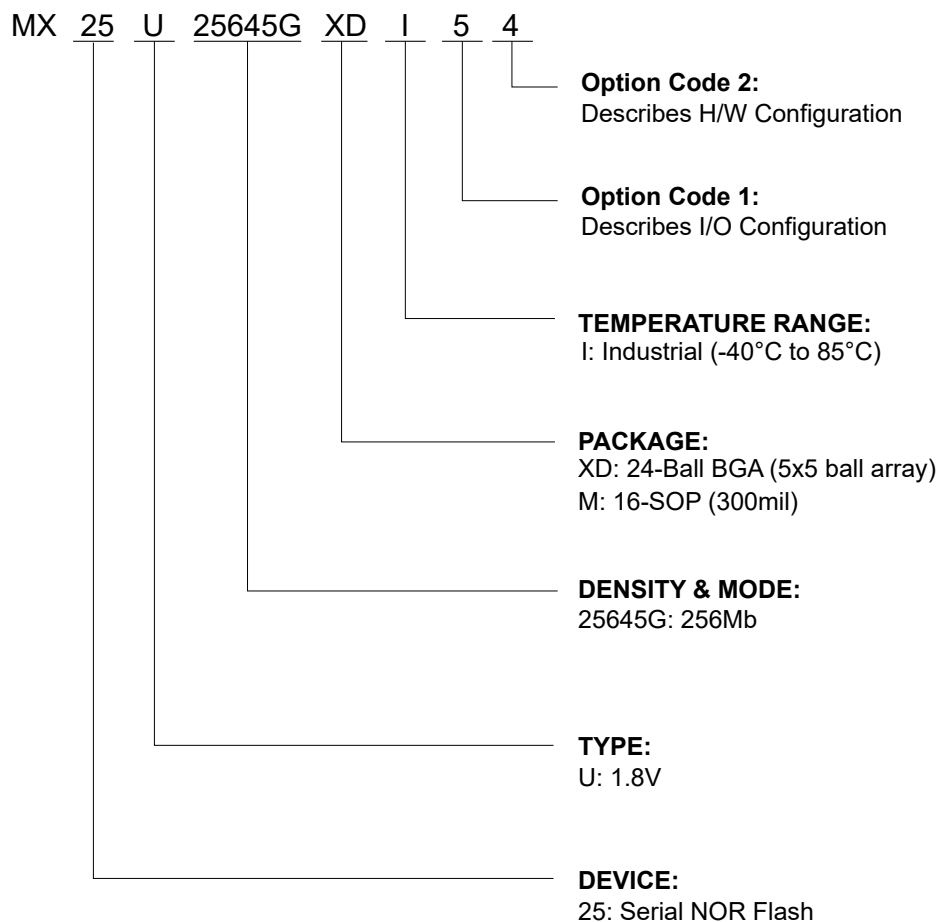 MX 25 U 25645G XD I 5 4
Option Code 2:
Describes H/W Configuration
Option Code 1:
Describes I/O Configuration
TEMPERATURE RANGE:
I: Industrial (-40°C to 85°C)
PACKAGE:
XD: 24-Ball BGA (5x5 ball array)
M: 16-SOP (300mil)
DENSITY & MODE:
25645G: 256Mb
TYPE:
U: 1.8V
DEVICE:
25: Serial NOR Flash